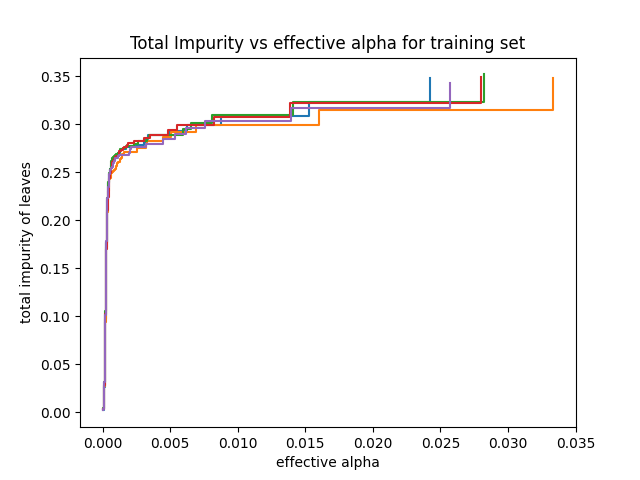 Total Impurity vs effective alpha for training set
0.35
0.30
0.25
0.20
0.15
0.10
0.05
0.00
total impurity of leaves
0.000 0.005 0.010 0.015 0.020 0.025 0.030 0.035
effective alpha